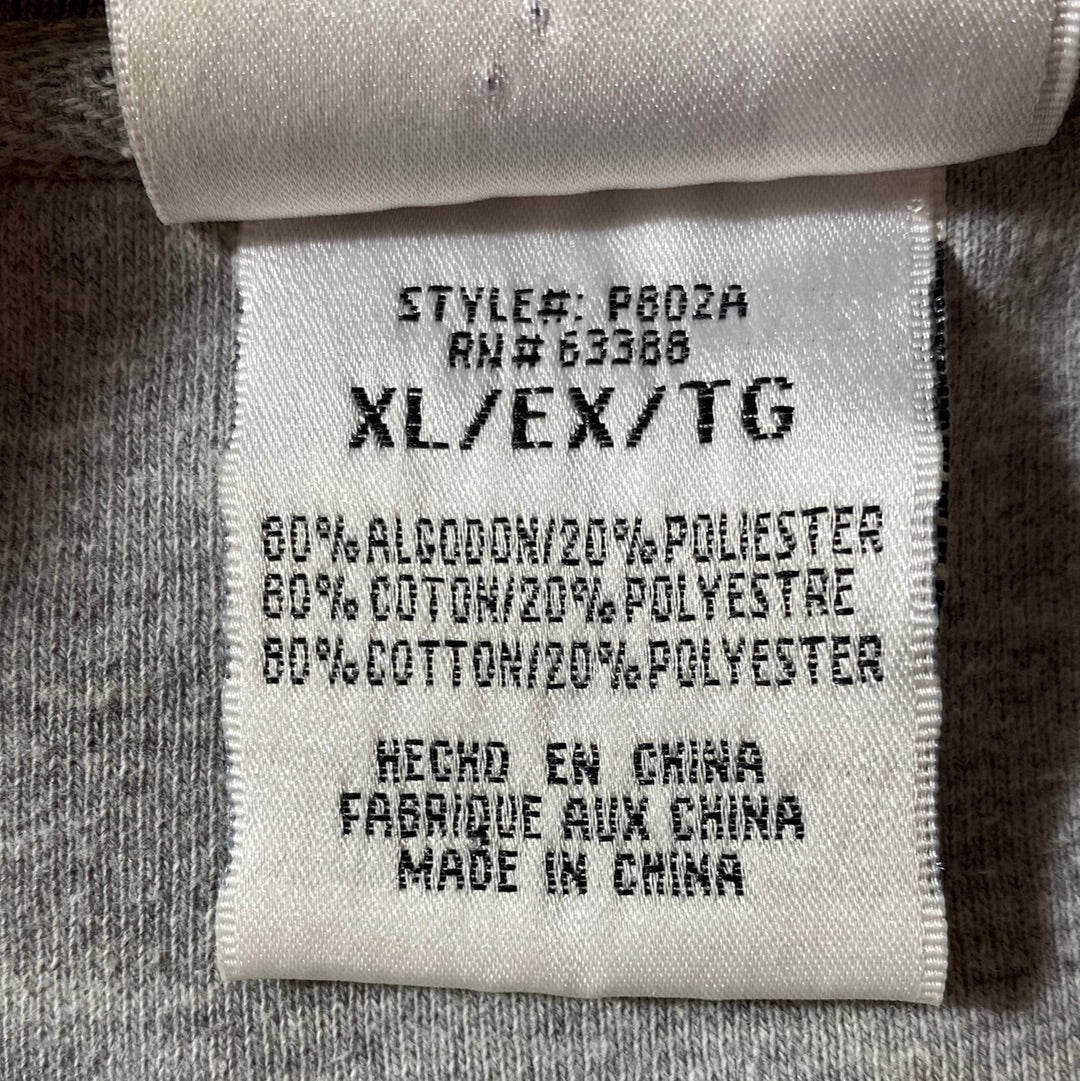 STYLE#: P802A
RN# 63388
XL/EX/TG
80% ALGODON/20% POLIESTER
80% COTON/20% POLYESTRE
80% COTTON/20% POLYESTER
HECHO EN CHINA
FABRIQUE AUX CHINA
MADE IN CHINA